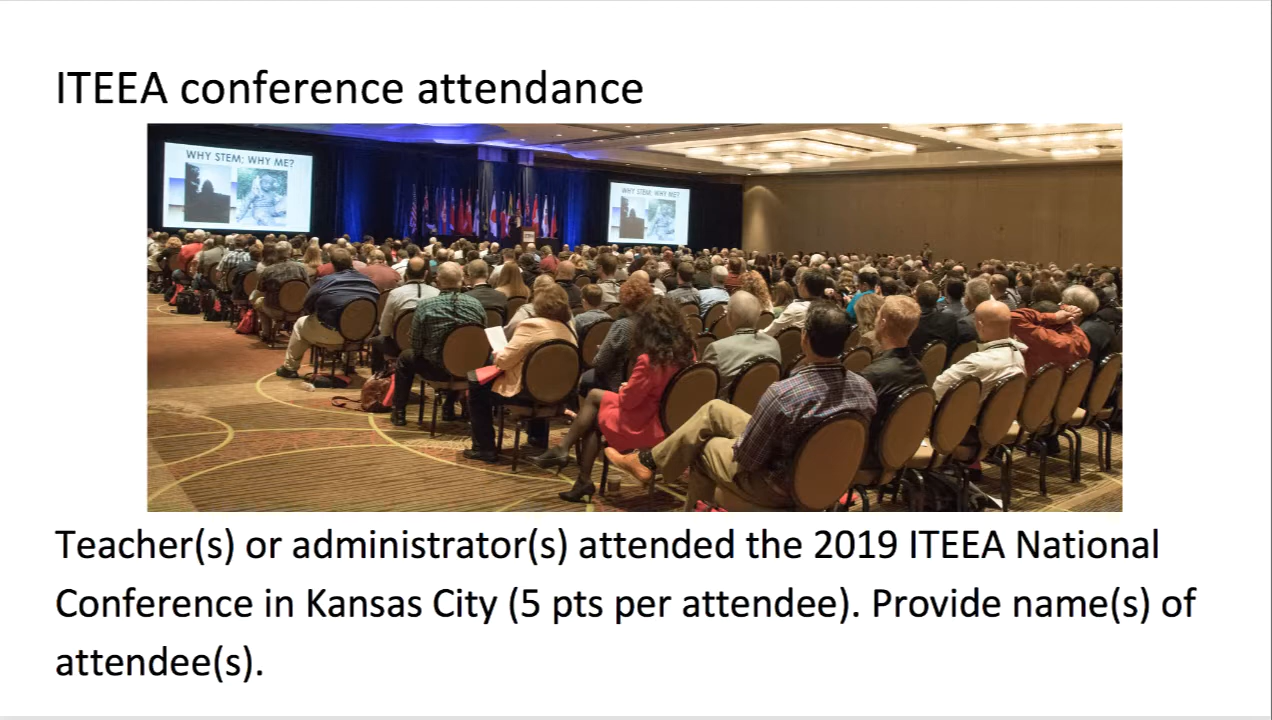 ITEEA conference attendance
WHY STEM; WHY ME?
WHY STEM; WHY ME?
Teacher(s) or administrator(s) attended the 2019 ITEEA National
Conference in Kansas City (5 pts per attendee). Provide name(s) of
attendee(s).